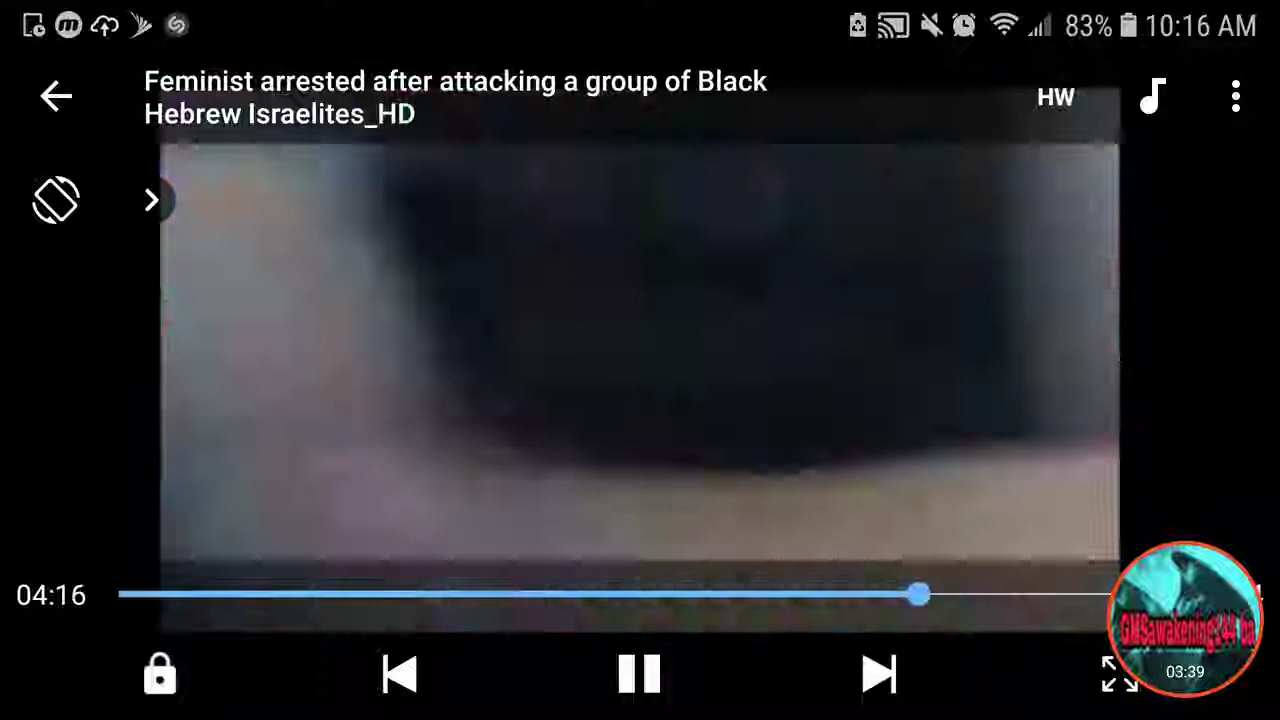 83% 10:16 AM
Feminist arrested after attacking a group of Black
Hebrew Israelites_HD
HW
04:16
03:39